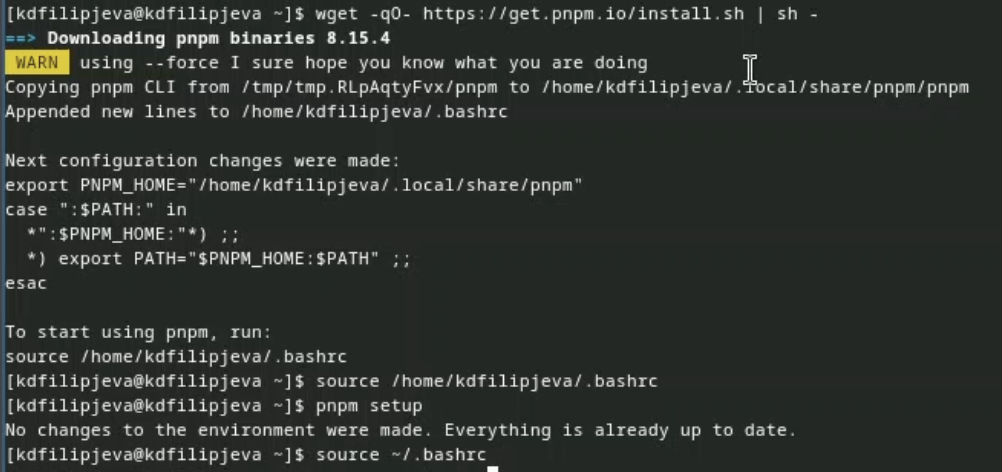 [kdfilipjeva@kdfilipjeva ~]$ wget -qO- https://get.pnpm.io/install.sh | sh -
==> Downloading pnpm binaries 8.15.4
WARN using --force I sure hope you know what you are doing
Copying pnpm CLI from /tmp/tmp.RLpAqtyFvx/pnpm to /home/kdfilipjeva/.local/share/pnpm/pnpm
Appended new lines to /home/kdfilipjeva/.bashrc
Next configuration changes were made:
export PNPM_HOME="/home/kdfilipjeva/.local/share/pnpm"
case ":$PATH:" in
  *":$PNPM_HOME:"*) ;;
  *) export PATH="$PNPM_HOME:$PATH" ;;
esac
To start using pnpm, run:
source /home/kdfilipjeva/.bashrc
[kdfilipjeva@kdfilipjeva ~]$ source /home/kdfilipjeva/.bashrc
[kdfilipjeva@kdfilipjeva ~]$ pnpm setup
No changes to the environment were made. Everything is already up to date.
[kdfilipjeva@kdfilipjeva ~]$ source ~/.bashrc